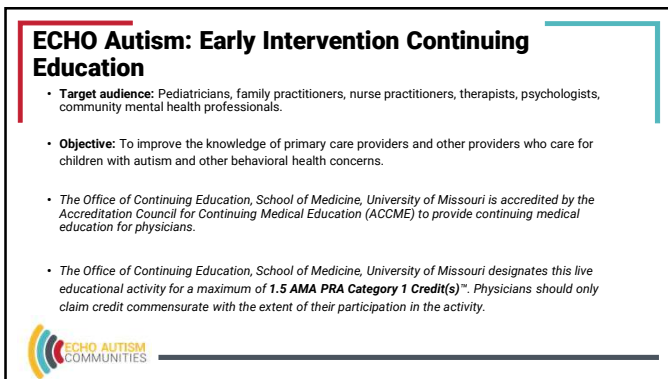 ECHO Autism: Early Intervention Continuing
Education
• Target audience: Pediatricians, family practitioners, nurse practitioners, therapists, psychologists,
community mental health professionals.
• Objective: To improve the knowledge of primary care providers and other providers who care for
children with autism and other behavioral health concerns.
• The Office of Continuing Education, School of Medicine, University of Missouri is accredited by the
Accreditation Council for Continuing Medical Education (ACCME) to provide continuing medical
education for physicians.
• The Office of Continuing Education, School of Medicine, University of Missouri designates this live
educational activity for a maximum of 1.5 AMA PRA Category 1 Credit(s)™. Physicians should only
claim credit commensurate with the extent of their participation in the activity.
ECHO AUTISM
COMMUNITIES